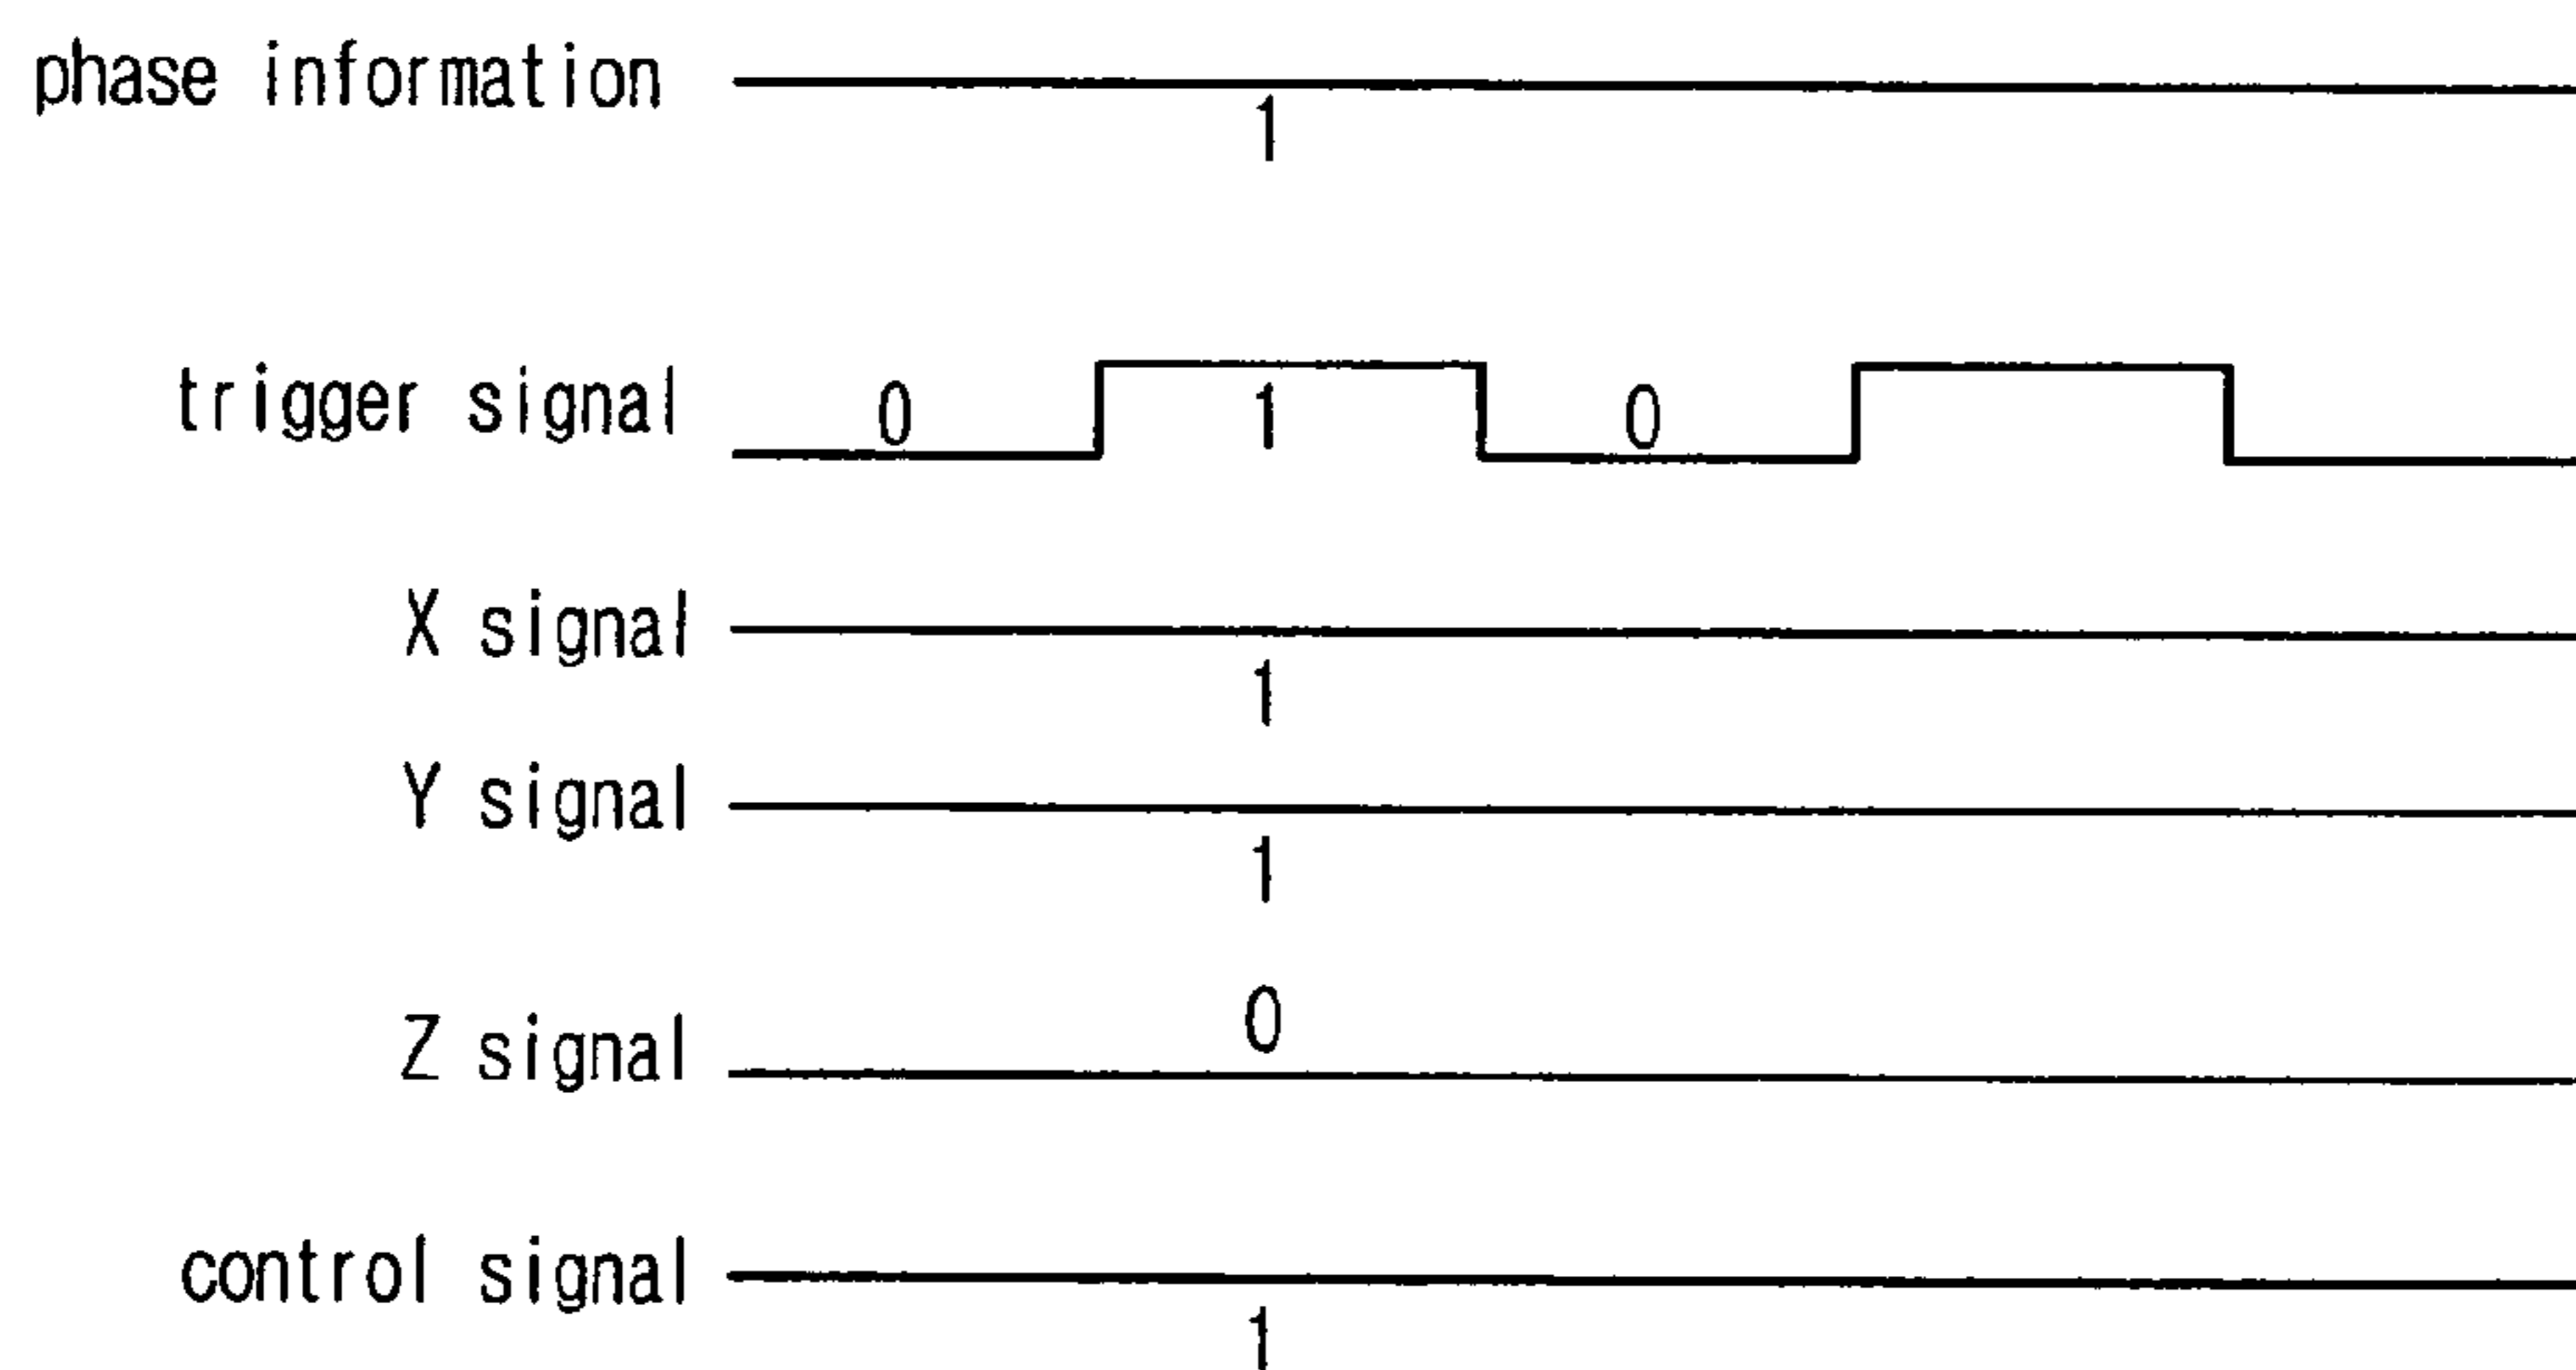 phase information
1
trigger signal 0 1 0
X signal
1
Y signal
1
0
Z signal
control signal
1